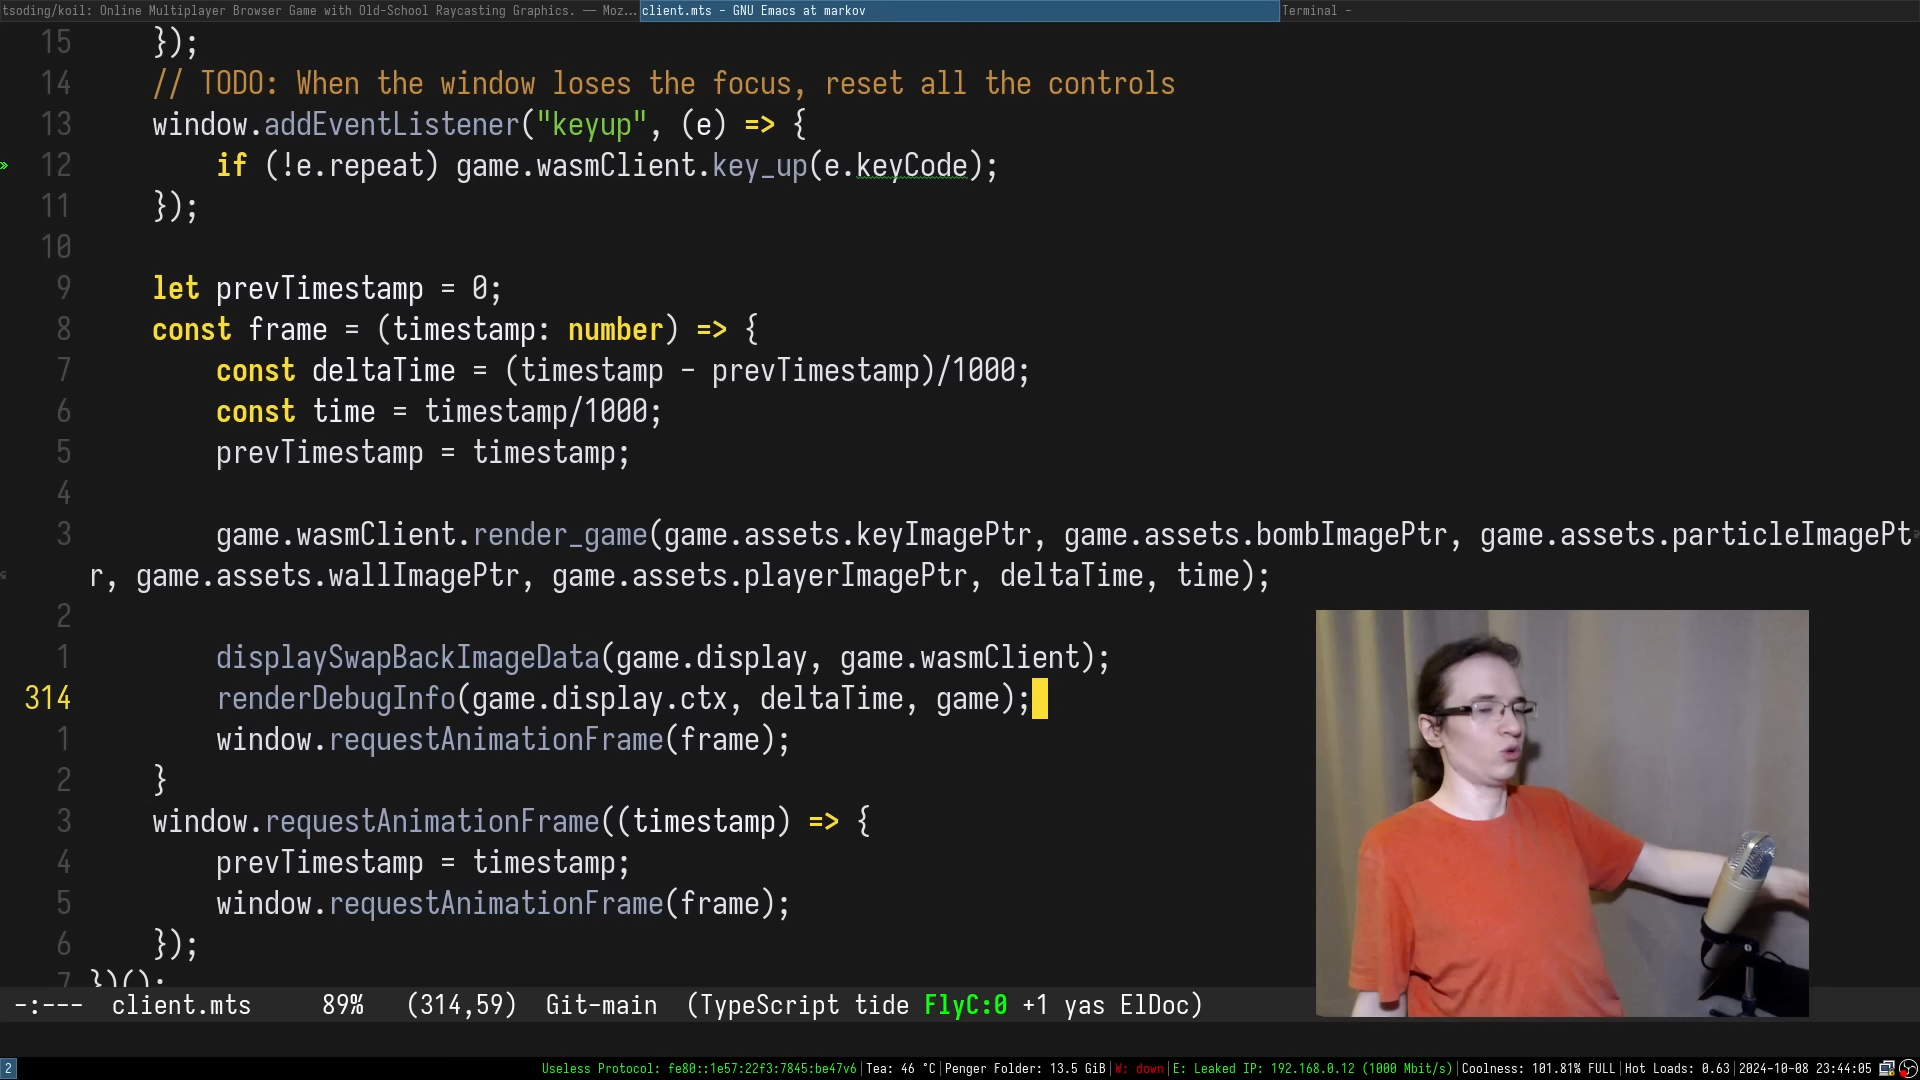 tsoding/koil: Online Multiplayer Browser Game with Old-School Raycasting Graphics. — Moz...
client.mts - GNU Emacs at markov
Terminal -
15 });
14 // TODO: When the window loses the focus, reset all the controls
13 window.addEventListener("keyup", (e) => {
12 if (!e.repeat) game.wasmClient.key_up(e.keyCode);
11 });
10
9 let prevTimestamp = 0;
8 const frame = (timestamp: number) => {
7 const deltaTime = (timestamp - prevTimestamp)/1000;
6 const time = timestamp/1000;
5 prevTimestamp = timestamp;
4
3 game.wasmClient.render_game(game.assets.keyImagePtr, game.assets.bombImagePtr, game.assets.particleImagePt
r, game.assets.wallImagePtr, game.assets.playerImagePtr, deltaTime, time);
2
1 displaySwapBackImageData(game.display, game.wasmClient);
314 renderDebugInfo(game.display.ctx, deltaTime, game);
1 window.requestAnimationFrame(frame);
2 }
3 window.requestAnimationFrame((timestamp) => {
4 prevTimestamp = timestamp;
5 window.requestAnimationFrame(frame);
6 });
7 })();
-:--- client.mts 89% (314,59) Git-main (TypeScript tide FlyC:0 +1 yas ElDoc)
2 Useless Protocol: fe80::1e57:22f3:7845:be47v6|Tea: 46 °C|Penger Folder: 13.5 GiB|W: down|E: Leaked IP: 192.168.0.12 (1000 Mbit/s)|Coolness: 101.81% FULL|Hot Loads: 0.63|2024-10-08 23:44:05